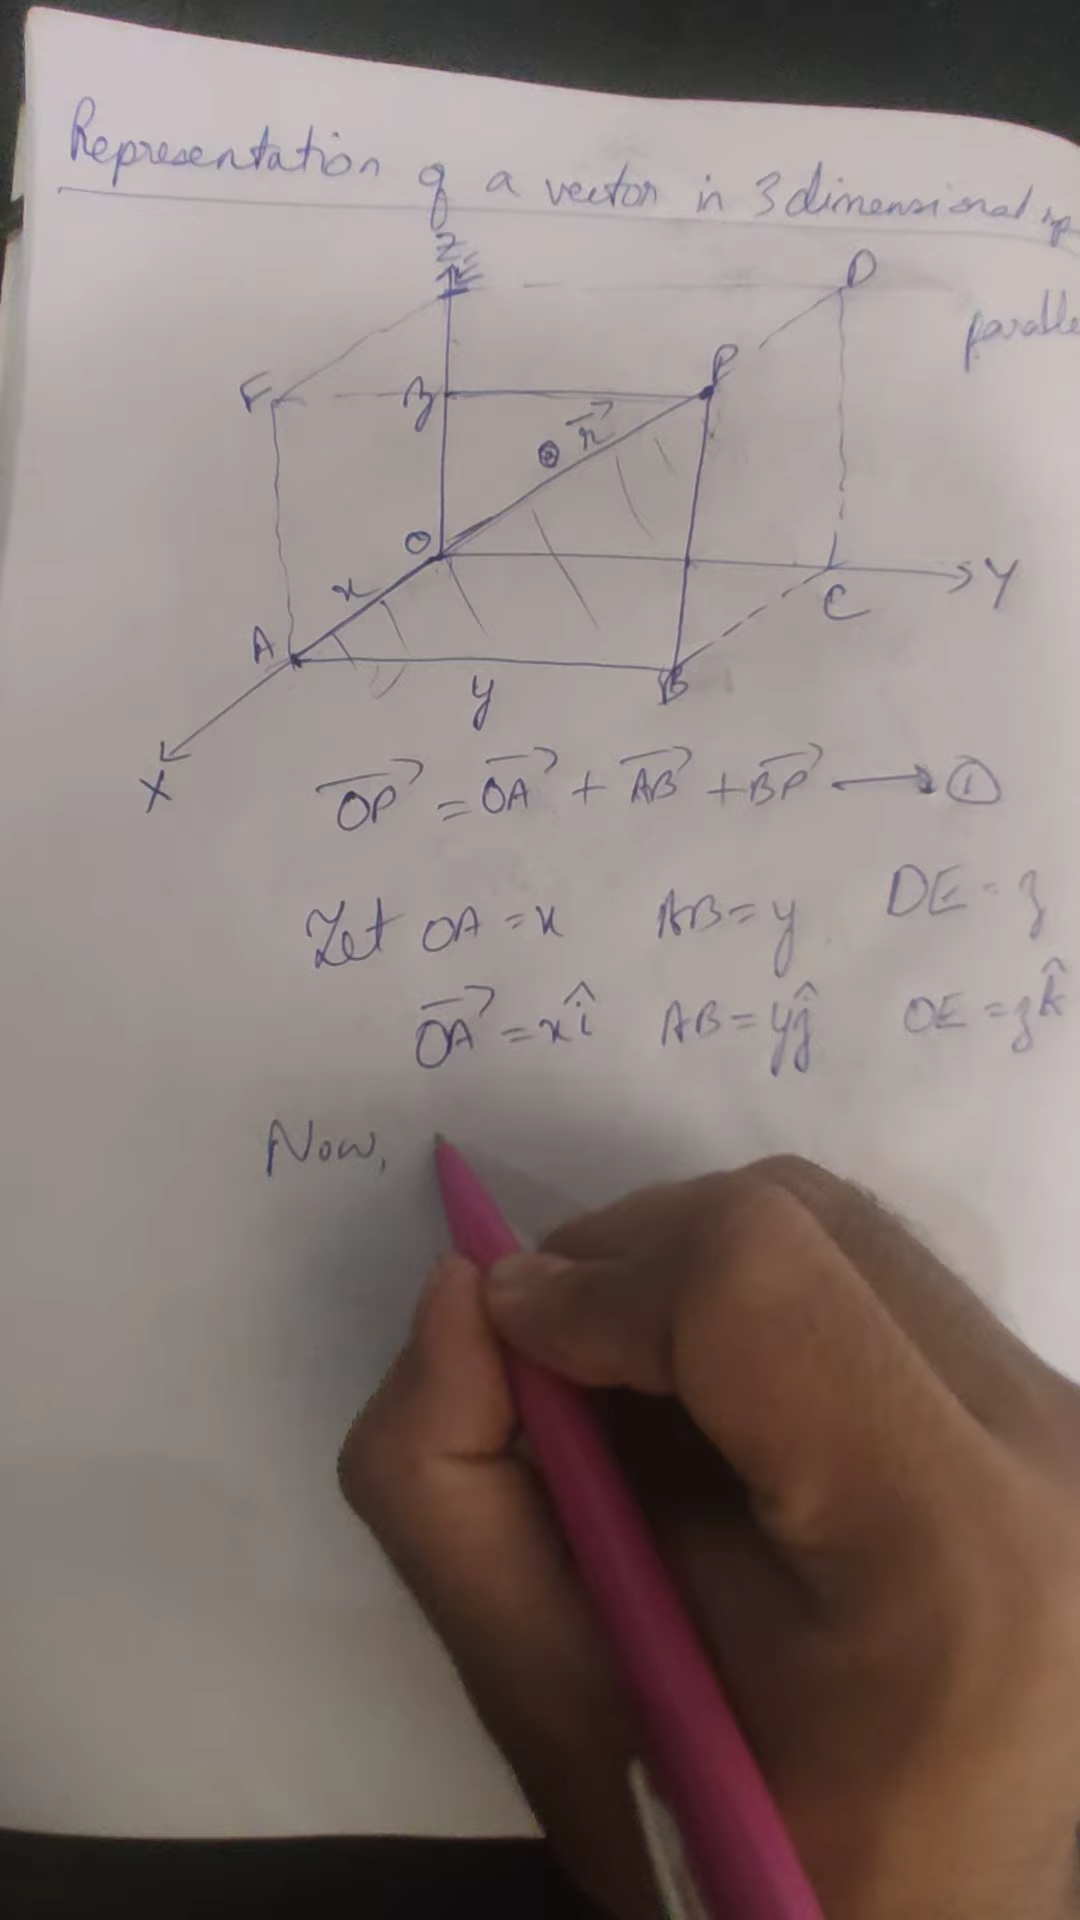 Representation of a vector in 3 dimensional
Z
E
D
F
z
P
r⃗
O
x
C
Y
A
y
B
X
OP⃗ = OA⃗ + AB⃗ + BP⃗ → ①
Let OA = x AB = y DE = z
OA⃗ = xî AB = yĵ OE = zk̂
Now,